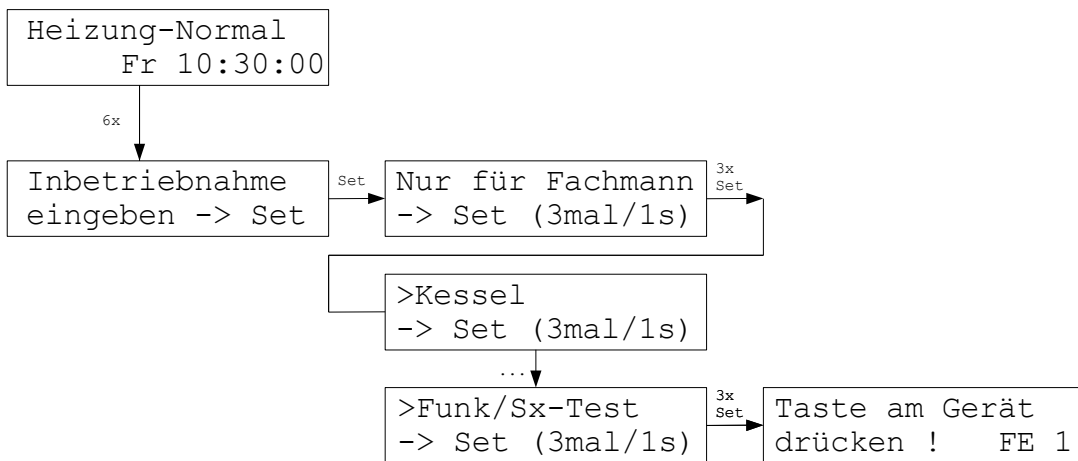 Heizung-Normal
Fr 10:30:00
6x
Inbetriebnahme
eingeben -> Set
Set
Nur für Fachmann
-> Set (3mal/1s)
3x
Set
>Kessel
-> Set (3mal/1s)
...
>Funk/Sx-Test
-> Set (3mal/1s)
3x
Set
Taste am Gerät
drücken ! FE 1